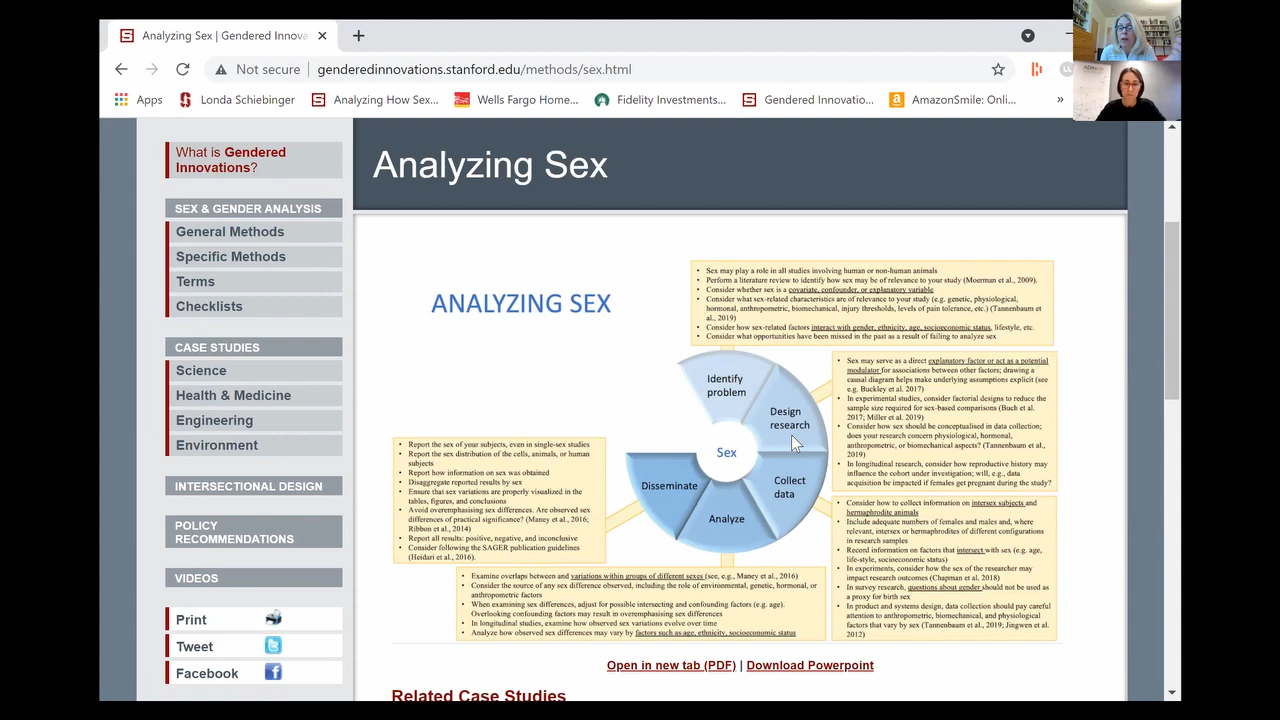 Analyzing Sex | Gendered Innova
Not secure
genderedinnovations.stanford.edu/methods/sex.html
Apps
Londa Schiebinger
Analyzing How Sex...
Wells Fargo Home...
Fidelity Investments...
Gendered Innovatio...
AmazonSmile: Onli...
»
What is Gendered
Innovations?
SEX & GENDER ANALYSIS
General Methods
Specific Methods
Terms
Checklists
CASE STUDIES
Science
Health & Medicine
Engineering
Environment
INTERSECTIONAL DESIGN
POLICY
RECOMMENDATIONS
VIDEOS
Print
Tweet
Facebook
Analyzing Sex
ANALYZING SEX
• Sex may play a role in all studies involving human or non-human animals
• Perform a literature review to identify how sex may be of relevance to your study (Moerman et al., 2009).
• Consider whether sex is a covariate, confounder, or explanatory variable
• Consider what sex-related characteristics are of relevance to your study (e.g. genetic, physiological,
hormonal, anthropometric, biomechanical, injury thresholds, levels of pain tolerance, etc.) (Tannenbaum et
al., 2019)
• Consider how sex-related factors interact with gender, ethnicity, age, socioeconomic status, lifestyle, etc.
• Consider what opportunities have been missed in the past as a result of failing to analyze sex
Identify
problem
Design
research
Sex
Collect
data
Analyze
Disseminate
• Sex may serve as a direct explanatory factor or act as a potential
modulator for associations between other factors; drawing a
causal diagram helps make underlying assumptions explicit (see
e.g. Buckley et al. 2017)
• In experimental studies, consider factorial designs to reduce the
sample size required for sex-based comparisons (Buch et al.
2017; Miller et al. 2019)
• Consider how sex should be conceptualised in data collection;
does your research concern physiological, hormonal,
anthropometric, or biomechanical aspects? (Tannenbaum et al.,
2019)
• In longitudinal research, consider how reproductive history may
influence the cohort under investigation; will, e.g., data
acquisition be impacted if females get pregnant during the study?
• Consider how to collect information on intersex subjects and
hermaphrodite animals
• Include adequate numbers of females and males and, where
relevant, intersex or hermaphrodites of different configurations
in research samples
• Record information on factors that intersect with sex (e.g. age,
life-style, socioeconomic status)
• In experiments, consider how the sex of the researcher may
impact research outcomes (Chapman et al. 2018)
• In survey research, questions about gender should not be used as
a proxy for birth sex
• In product and systems design, data collection should pay careful
attention to anthropometric, biomechanical, and physiological
factors that vary by sex (Tannenbaum et al., 2019; Jingwen et al.
2012)
• Report the sex of your subjects, even in single-sex studies
• Report the sex distribution of the cells, animals, or human
subjects
• Report how information on sex was obtained
• Disaggregate reported results by sex
• Ensure that sex variations are properly visualized in the
tables, figures, and conclusions
• Avoid overemphasising sex differences. Are observed sex
differences of practical significance? (Maney et al., 2016;
Ribbon et al., 2014)
• Report all results: positive, negative, and inconclusive
• Consider following the SAGER publication guidelines
(Heidari et al., 2016).
• Examine overlaps between and variations within groups of different sexes (see, e.g., Maney et al., 2016)
• Consider the source of any sex difference observed, including the role of environmental, genetic, hormonal, or
anthropometric factors
• When examining sex differences, adjust for possible intersecting and confounding factors (e.g. age).
Overlooking confounding factors may result in overemphasising sex differences
• In longitudinal studies, examine how observed sex variations evolve over time
• Analyze how observed sex differences may vary by factors such as age, ethnicity, socioeconomic status
Open in new tab (PDF) | Download Powerpoint
Related Case Studies